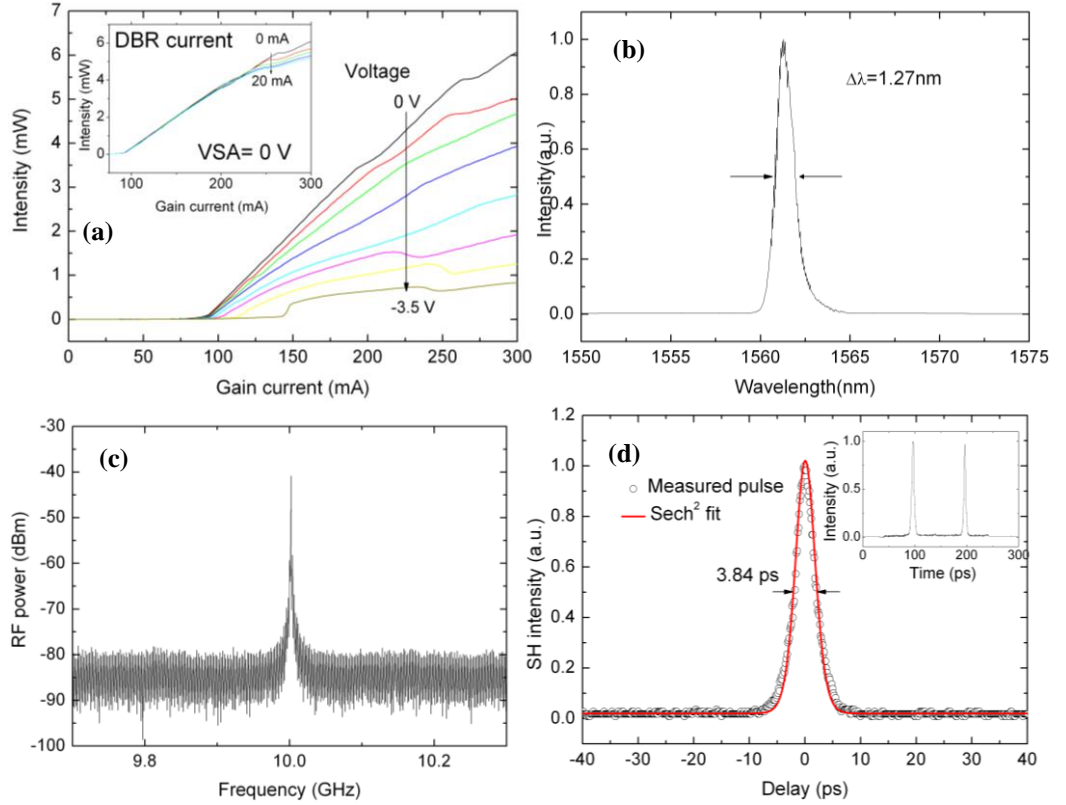 DBR current
0 mA
20 mA
VSA= 0 V
Intensity (mW)
0
2
4
6
100
200
300
Gain current (mA)
Voltage
0 V
-3.5 V
(a)
Intensity (mW)
7
6
5
4
3
2
1
0
0
50
100
150
200
250
300
Gain current (mA)
(b)
Δλ=1.27nm
Intensity(a.u.)
1.0
0.8
0.6
0.4
0.2
0.0
1550
1555
1560
1565
1570
1575
Wavelength(nm)
(c)
RF power (dBm)
-30
-40
-50
-60
-70
-80
-90
-100
9.8
10.0
10.2
Frequency (GHz)
(d)
Measured pulse
Sech² fit
3.84 ps
SH intensity (a.u.)
1.2
1.0
0.8
0.6
0.4
0.2
0.0
-40
-30
-20
-10
0
10
20
30
40
Delay (ps)
Intensity (a.u.)
1.0
0.5
0.0
0
100
200
300
Time (ps)